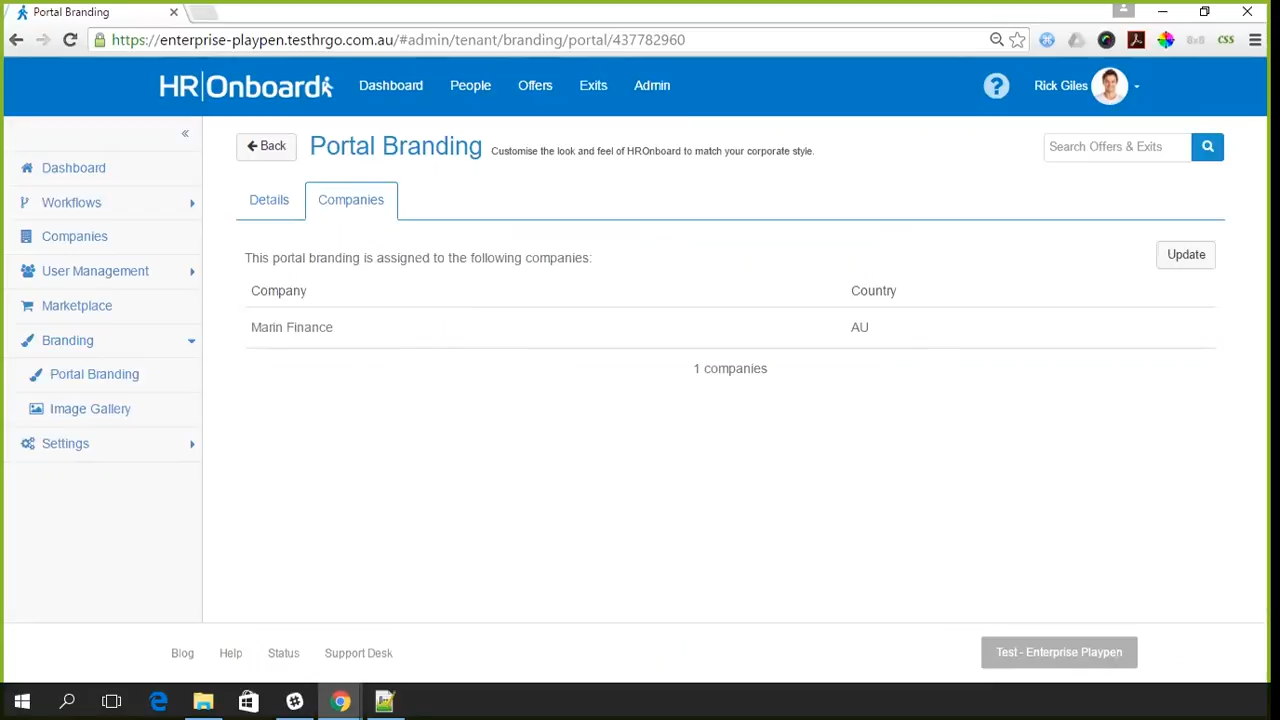 Portal Branding
https://enterprise-playpen.testhrgo.com.au/#admin/tenant/branding/portal/437782960
CSS
HR|Onboard
Dashboard
People
Offers
Exits
Admin
?
Rick Giles
«
Dashboard
Workflows
Companies
User Management
Marketplace
Branding
Portal Branding
Image Gallery
Settings
Back
Portal Branding
Customise the look and feel of HROnboard to match your corporate style.
Search Offers & Exits
Details
Companies
This portal branding is assigned to the following companies:
Update
Company Country
Marin Finance AU
1 companies
Blog
Help
Status
Support Desk
Test - Enterprise Playpen